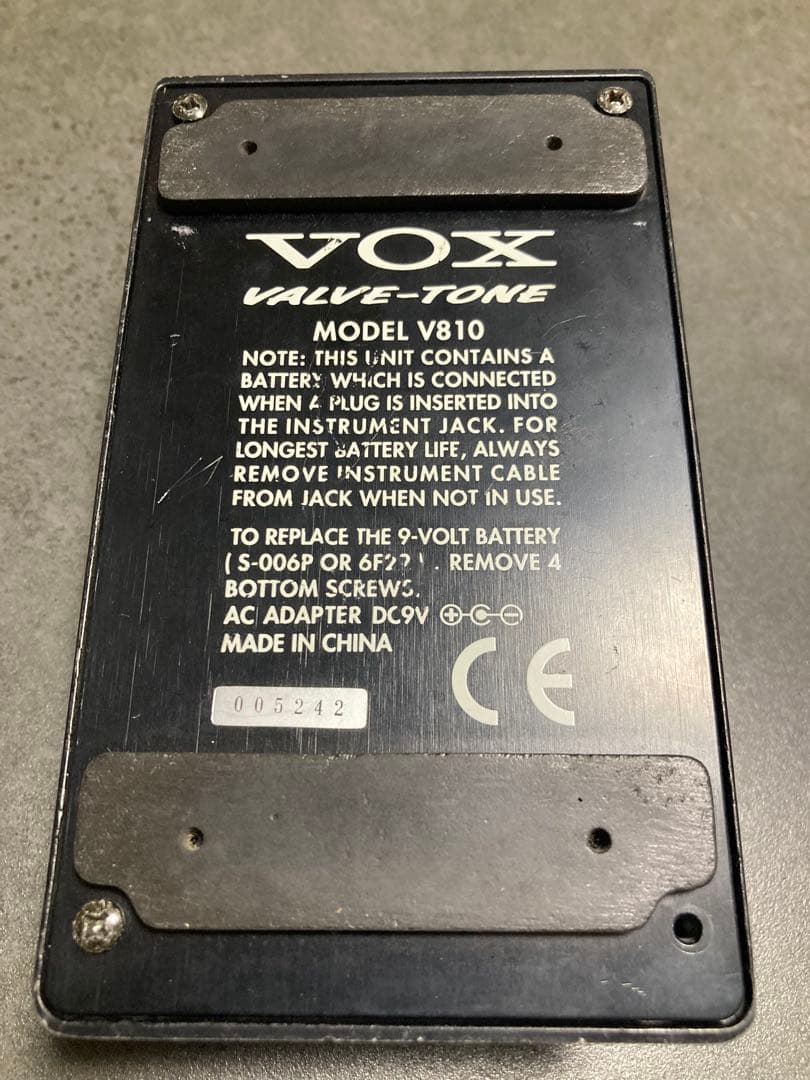 VOX
VALVE-TONE
MODEL V810
NOTE: THIS UNIT CONTAINS A
BATTERY WHICH IS CONNECTED
WHEN A PLUG IS INSERTED INTO
THE INSTRUMENT JACK. FOR
LONGEST BATTERY LIFE, ALWAYS
REMOVE INSTRUMENT CABLE
FROM JACK WHEN NOT IN USE.
TO REPLACE THE 9-VOLT BATTERY
(S-006P OR 6F22). REMOVE 4
BOTTOM SCREWS.
AC ADAPTER DC9V
MADE IN CHINA
CE
005242